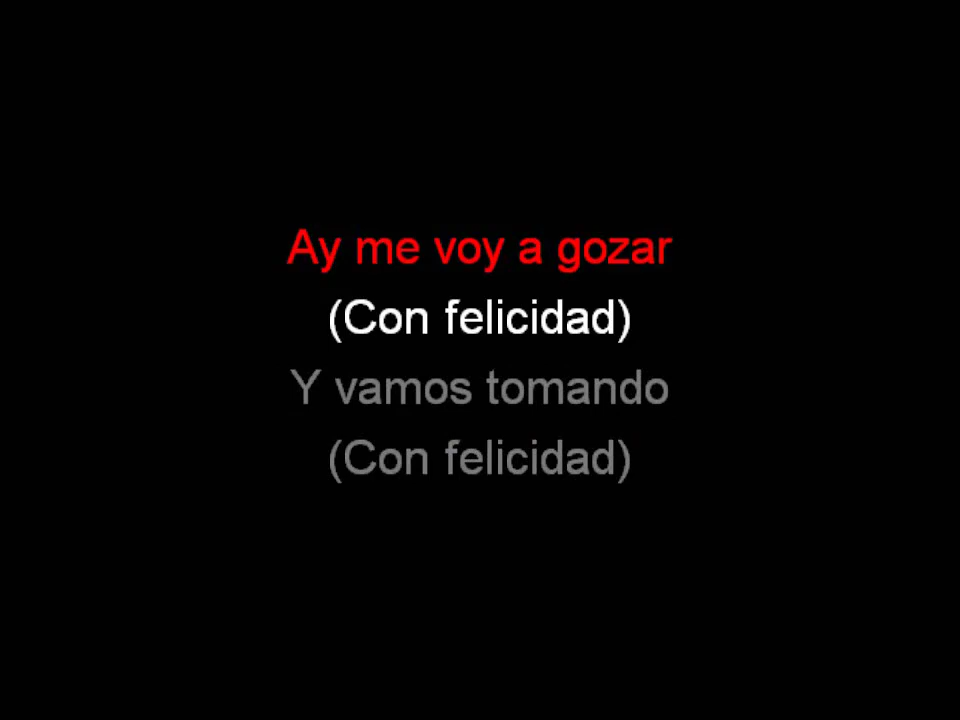 Ay me voy a gozar
(Con felicidad)
Y vamos tomando
(Con felicidad)